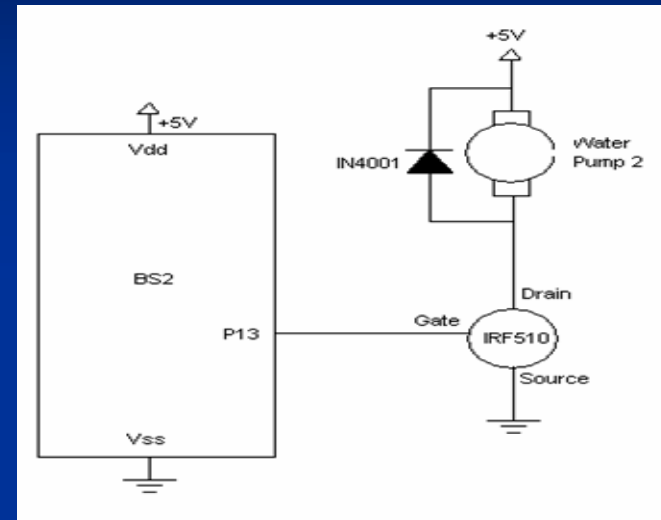 +5V
+5V
Vdd
IN4001
Water
Pump 2
BS2
Drain
P13
Gate
IRF510
Source
Vss